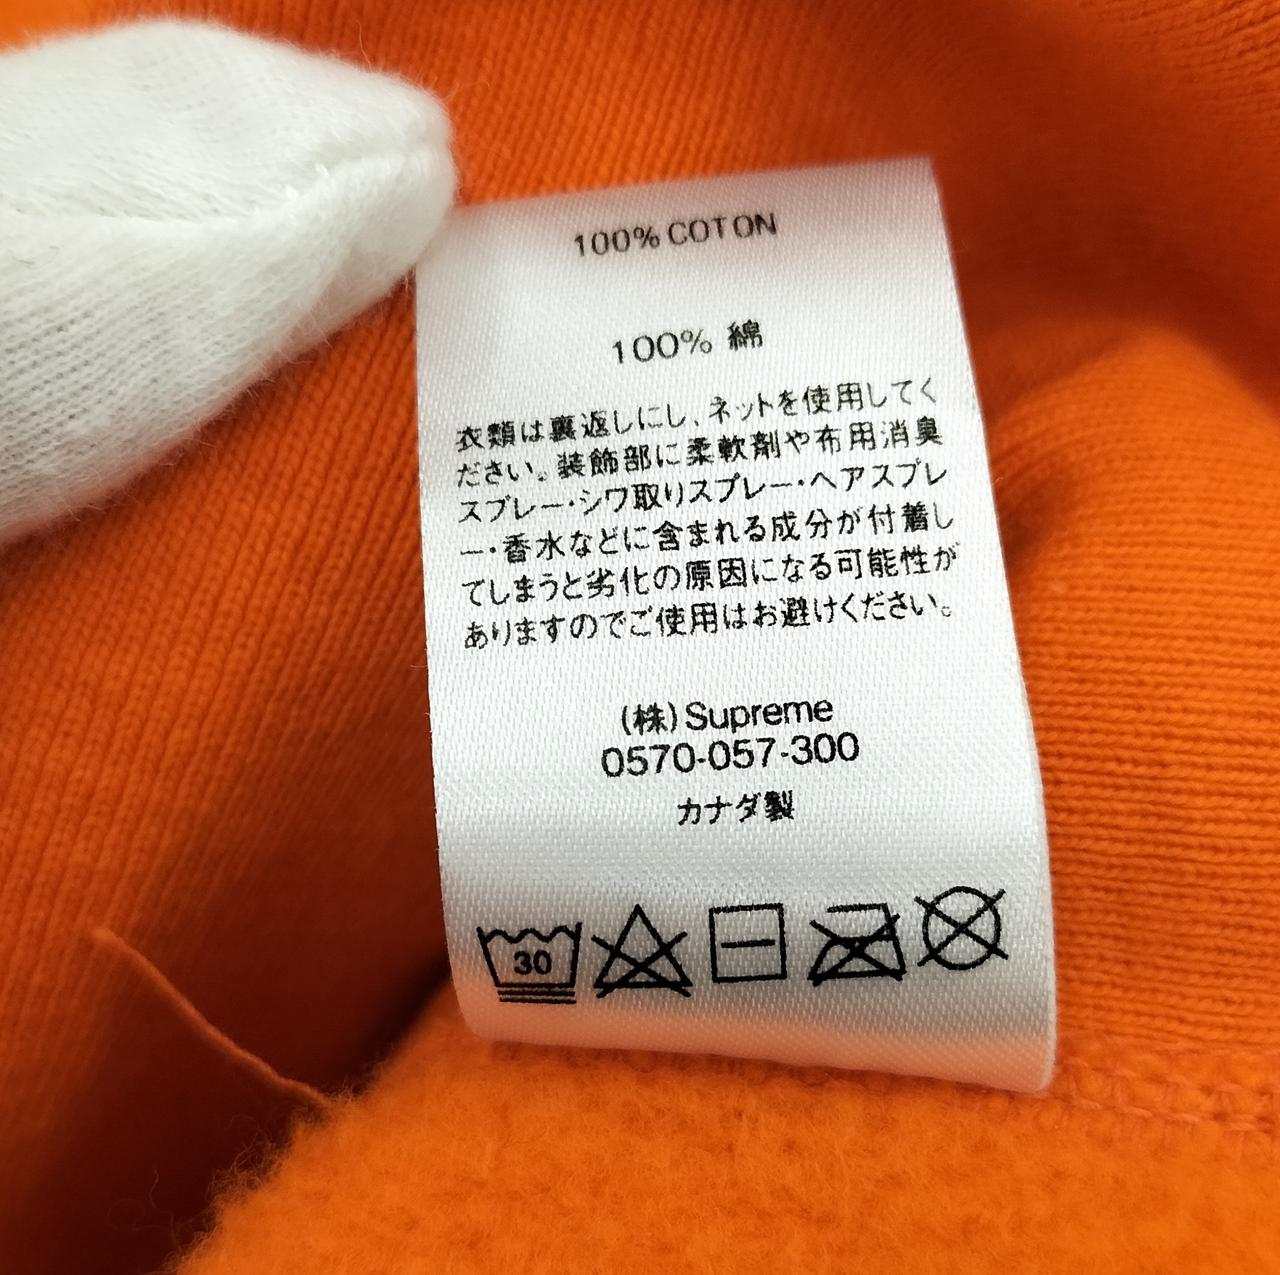 100% COTON
100% 綿
衣類は裏返しにし、ネットを使用してく
ださい。装飾部に柔軟剤や布用消臭
スプレー・シワ取りスプレー・ヘアスプレ
ー・香水などに含まれる成分が付着し
てしまうと劣化の原因になる可能性が
ありますのでご使用はお避けください。
(株)Supreme
0570-057-300
カナダ製
30